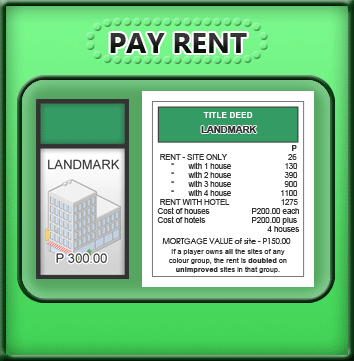 PAY RENT
LANDMARK
P 300.00
TITLE DEED
LANDMARK
P
RENT - SITE ONLY 26
" with 1 house 130
" with 2 house 390
" with 3 house 900
" with 4 house 1100
RENT WITH HOTEL 1275
Cost of houses P200.00 each
Cost of hotels P200.00 plus
4 houses
MORTGAGE VALUE of site - P150.00
If a player owns all the sites of any
colour group, the rent is doubled on
unimproved sites in that group.